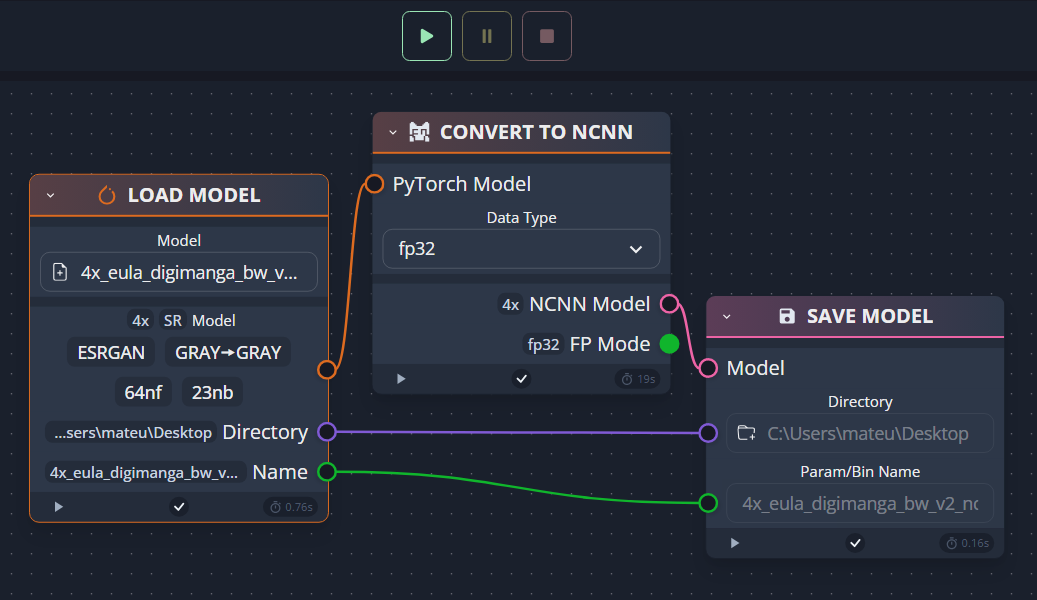 LOAD MODEL
Model
4x_eula_digimanga_bw_v...
4x SR Model
ESRGAN GRAY→GRAY
64nf 23nb
...sers\mateu\Desktop Directory
4x_eula_digimanga_bw_v... Name
0.76s
CONVERT TO NCNN
PyTorch Model
Data Type
fp32
4x NCNN Model
fp32 FP Mode
19s
SAVE MODEL
Model
Directory
C:\Users\mateu\Desktop
Param/Bin Name
4x_eula_digimanga_bw_v2_nc
0.16s